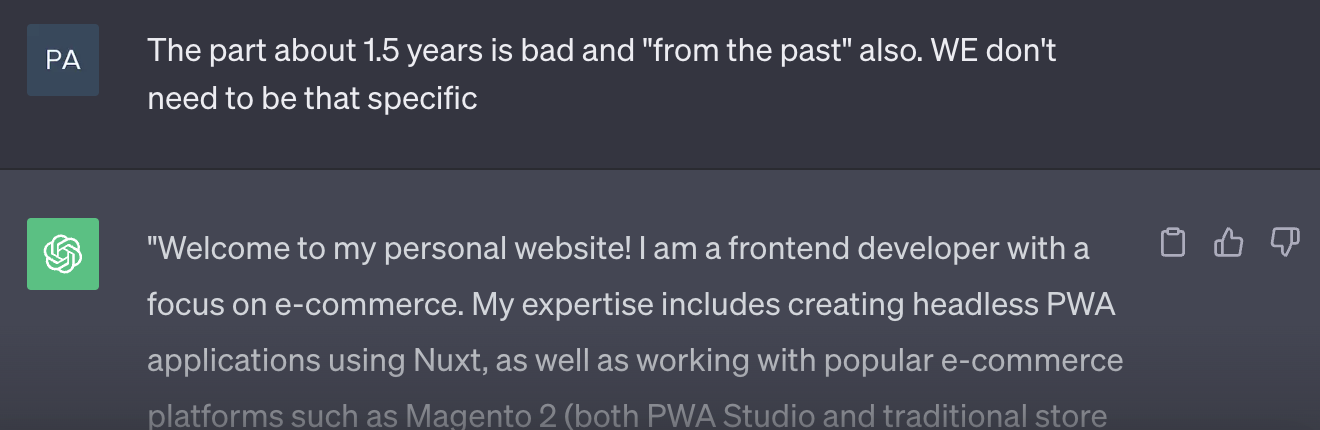 PA
The part about 1.5 years is bad and "from the past" also. WE don't
need to be that specific
"Welcome to my personal website! I am a frontend developer with a
focus on e-commerce. My expertise includes creating headless PWA
applications using Nuxt, as well as working with popular e-commerce
platforms such as Magento 2 (both PWA Studio and traditional store